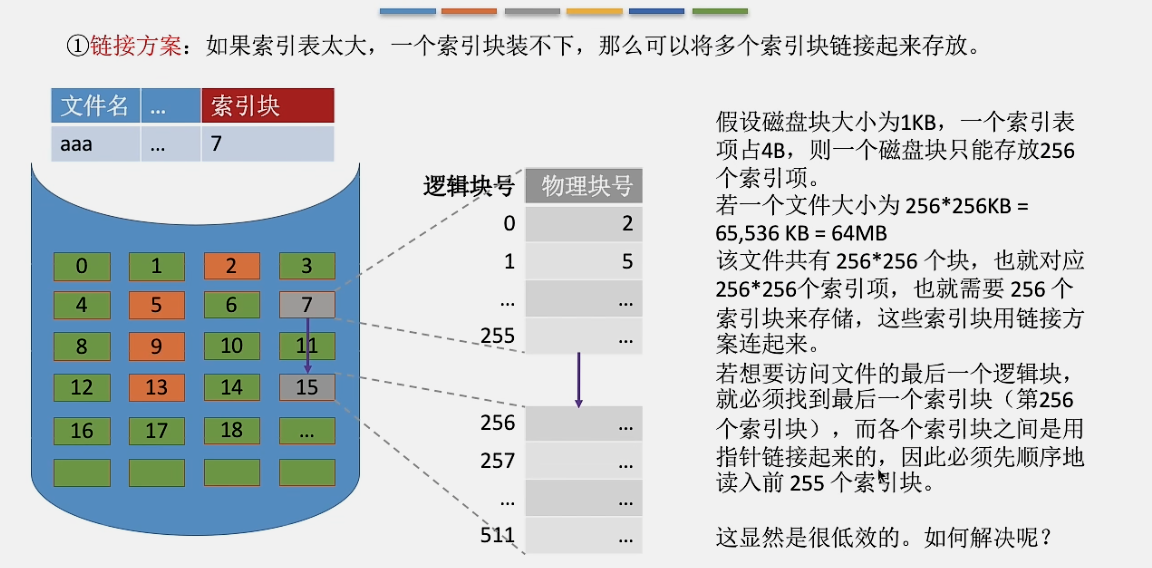 ①链接方案：如果索引表太大，一个索引块装不下，那么可以将多个索引块链接起来存放。
文件名 ... 索引块
aaa ... 7
0 1 2 3
4 5 6 7
8 9 10 11
12 13 14 15
16 17 18 ...
逻辑块号 物理块号
0 2
1 5
... ...
255 ...
256 ...
257 ...
... ...
511 ...
假设磁盘块大小为1KB，一个索引表
项占4B，则一个磁盘块只能存放256
个索引项。
若一个文件大小为 256*256KB =
65,536 KB = 64MB
该文件共有 256*256 个块，也就对应
256*256个索引项，也就需要 256 个
索引块来存储，这些索引块用链接方
案连起来。
若想要访问文件的最后一个逻辑块，
就必须找到最后一个索引块（第256
个索引块），而各个索引块之间是用
指针链接起来的，因此必须先顺序地
读入前 255 个索引块。
这显然是很低效的。如何解决呢？